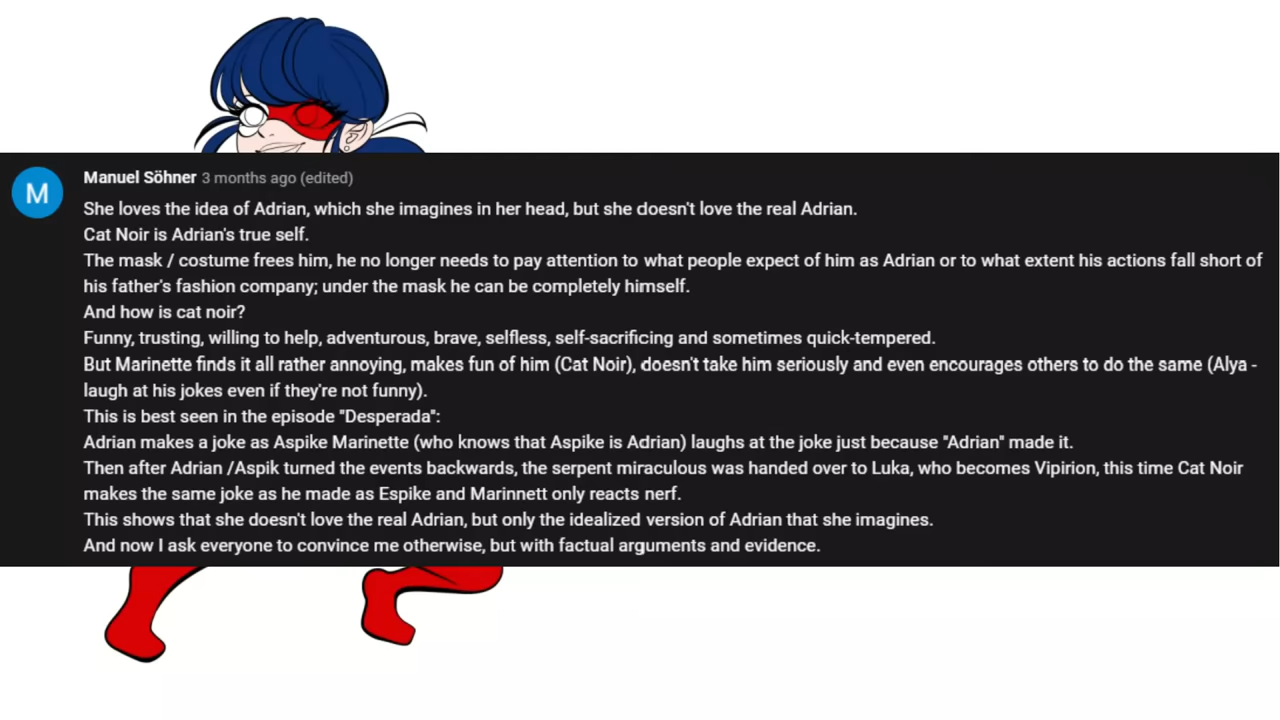 M
Manuel Söhner 3 months ago (edited)
She loves the idea of Adrian, which she imagines in her head, but she doesn't love the real Adrian.
Cat Noir is Adrian's true self.
The mask / costume frees him, he no longer needs to pay attention to what people expect of him as Adrian or to what extent his actions fall short of
his father's fashion company; under the mask he can be completely himself.
And how is cat noir?
Funny, trusting, willing to help, adventurous, brave, selfless, self-sacrificing and sometimes quick-tempered.
But Marinette finds it all rather annoying, makes fun of him (Cat Noir), doesn't take him seriously and even encourages others to do the same (Alya -
laugh at his jokes even if they're not funny).
This is best seen in the episode "Desperada":
Adrian makes a joke as Aspike Marinette (who knows that Aspike is Adrian) laughs at the joke just because "Adrian" made it.
Then after Adrian /Aspik turned the events backwards, the serpent miraculous was handed over to Luka, who becomes Vipirion, this time Cat Noir
makes the same joke as he made as Espike and Marinnett only reacts nerf.
This shows that she doesn't love the real Adrian, but only the idealized version of Adrian that she imagines.
And now I ask everyone to convince me otherwise, but with factual arguments and evidence.